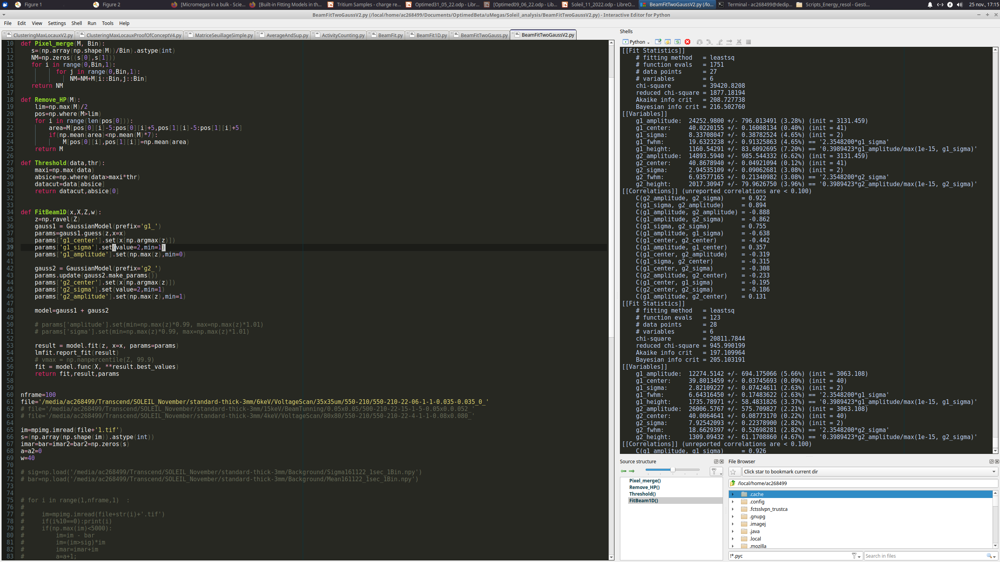 Figure 1
Figure 2
[Micromegas in a bulk - Scie...
[Built-in Fitting Models in th...
Tritium Samples - charge re...
Optimed31_05_22.odp - Libr...
[Optimed09_06_22.odp - Lib...
Soleil_11_2022.odp - LibreO...
BeamFitTwoGaussV2.py (/lo...
Terminal - ac268499@dedip...
Scripts_Energy_resol - Gesti...
25 nov., 17:15
BeamFitTwoGaussV2.py (/local/home/ac268499/Documents/OptimedBeta/uMegas/Soleil_analysis/BeamFitTwoGaussV2.py) - Interactive Editor for Python
File Edit View Settings Shell Run Tools Help
ClusteringMaxLocauxV2.py
ClusteringMaxLocauxProofOfConceptV4.py
MatriceSeuillageSimple.py
AverageAndSup.py
ActivityCounting.py
BeamFit.py
BeamFit1D.py
BeamFitTwoGauss.py
BeamFitTwoGaussV2.py
10 def Pixel_merge(M, Bin):
11 s=(np.array(np.shape(M))/Bin).astype(int)
12 NM=np.zeros((s[0],s[1]))
13 for i in range(0,Bin,1):
14 for j in range(0,Bin,1):
15 NM=NM+M[i::Bin,j::Bin]
16 return NM
17
18 def Remove_HP(M):
19 lim=np.max(M)/2
20 pos=np.where(M>lim)
21 for i in range(len(pos[0])):
22 area=M[pos[0][i]-5:pos[0][i]+5,pos[1][i]-5:pos[1][i]+5]
23 if(np.mean(area)<np.mean(M)*7):
24 M[pos[0][i],pos[1][i]]=np.mean(area)
25 return M
26
27 def Threshold(data,thr):
28 maxi=np.max(data)
29 absice=np.where(data>maxi*thr)
30 datacut=data[absice]
31 return datacut,absice[0]
32
33
34 def FitBeam1D(x,X,Z,w):
35 z=np.ravel(Z)
36 gauss1 = GaussianModel(prefix='g1_')
37 params=gauss1.guess(z,x=x)
38 params['g1_center'].set(x[np.argmax(z)])
39 params['g1_sigma'].set(value=2,min=1)
40 params['g1_amplitude'].set(np.max(z),min=0)
41
42 gauss2 = GaussianModel(prefix='g2_')
43 params.update(gauss2.make_params())
44 params['g2_center'].set(x[np.argmax(z)])
45 params['g2_sigma'].set(value=2,min=1)
46 params['g2_amplitude'].set(np.max(z),min=1)
47
48 model=gauss1 + gauss2
49
50 # params['amplitude'].set(min=np.max(z)*0.99, max=np.max(z)*1.01)
51 # params['sigma'].set(min=np.max(z)*0.99, max=np.max(z)*1.01)
52
53 result = model.fit(z, x=x, params=params)
54 lmfit.report_fit(result)
55 # vmax = np.nanpercentile(Z, 99.9)
56 fit = model.func(X, **result.best_values)
57 return fit,result,params
58
59
60 nframe=100
61 file='/media/ac268499/Transcend/SOLEIL_November/standard-thick-3mm/6keV/VoltageScan/35x35um/550-210/550-210-22-06-1-1-0.035-0.035_0_'
62 # file='/media/ac268499/Transcend/SOLEIL_November/standard-thick-3mm/15keV/BeamTunning/0.05x0.05/500-210-22-15-1-5-0.05x0.0.052_'
63 # file='/media/ac268499/Transcend/SOLEIL_November/standard-thick-3mm/4keV/VoltageScan/80x80/550-210/550-210-22-4-1-1-0.08x0.080_'
64
65 im=mpimg.imread(file+'1.tif')
66 s=(np.array(np.shape(im)).astype(int))
67 imar=bar=imar2=bar2=np.zeros(s)
68 a=a2=0
69 w=40
70
71 # sig=np.load('/media/ac268499/Transcend/SOLEIL_November/standard-thick-3mm/Background/Sigma161122_1sec_1Bin.npy')
72 # bar=np.load('/media/ac268499/Transcend/SOLEIL_November/standard-thick-3mm/Background/Mean161122_1sec_1Bin.npy')
73
74
75 # for i in range(1,nframe,1) :
76 #
77 # im=mpimg.imread(file+str(i)+'.tif')
78 # if(i%10==0):print(i)
79 # if(np.max(im)<5000):
80 # im=im - bar
81 # im=(im>sig)*im
82 # imar=imar+im
83 # a=a+1;
Shells
Python
[[Fit Statistics]]
# fitting method = leastsq
# function evals = 1751
# data points = 27
# variables = 6
chi-square = 39420.8208
reduced chi-square = 1877.18194
Akaike info crit = 208.727738
Bayesian info crit = 216.502760
[[Variables]]
g1_amplitude: 24252.9800 +/- 796.013491 (3.28%) (init = 3131.459)
g1_center: 40.0220155 +/- 0.16008134 (0.40%) (init = 41)
g1_sigma: 8.33708047 +/- 0.38782524 (4.65%) (init = 2)
g1_fwhm: 19.6323238 +/- 0.91325863 (4.65%) == '2.3548200*g1_sigma'
g1_height: 1160.54291 +/- 83.6092695 (7.20%) == '0.3989423*g1_amplitude/max(1e-15, g1_sigma)'
g2_amplitude: 14893.5940 +/- 985.544332 (6.62%) (init = 3131.459)
g2_center: 40.8678940 +/- 0.04921094 (0.12%) (init = 41)
g2_sigma: 2.94535109 +/- 0.09062681 (3.08%) (init = 2)
g2_fwhm: 6.93577165 +/- 0.21340982 (3.08%) == '2.3548200*g2_sigma'
g2_height: 2017.30947 +/- 79.9626750 (3.96%) == '0.3989423*g2_amplitude/max(1e-15, g2_sigma)'
[[Correlations]] (unreported correlations are < 0.100)
C(g2_amplitude, g2_sigma) = 0.922
C(g1_sigma, g2_amplitude) = 0.894
C(g1_amplitude, g2_amplitude) = -0.888
C(g1_amplitude, g2_sigma) = -0.862
C(g1_sigma, g2_sigma) = 0.755
C(g1_amplitude, g1_sigma) = -0.638
C(g1_center, g2_center) = -0.442
C(g1_amplitude, g1_center) = 0.357
C(g1_center, g2_amplitude) = -0.319
C(g1_sigma, g2_center) = -0.315
C(g1_center, g2_sigma) = -0.308
C(g2_amplitude, g2_center) = -0.233
C(g1_center, g1_sigma) = -0.195
C(g2_center, g2_sigma) = -0.186
C(g1_amplitude, g2_center) = 0.131
[[Fit Statistics]]
# fitting method = leastsq
# function evals = 123
# data points = 28
# variables = 6
chi-square = 20811.7844
reduced chi-square = 945.990199
Akaike info crit = 197.109964
Bayesian info crit = 205.103191
[[Variables]]
g1_amplitude: 12274.5142 +/- 694.175066 (5.66%) (init = 3063.108)
g1_center: 39.8013459 +/- 0.03745693 (0.09%) (init = 40)
g1_sigma: 2.82109227 +/- 0.07424611 (2.63%) (init = 2)
g1_fwhm: 6.64316450 +/- 0.17483622 (2.63%) == '2.3548200*g1_sigma'
g1_height: 1735.78971 +/- 58.4831826 (3.37%) == '0.3989423*g1_amplitude/max(1e-15, g1_sigma)'
g2_amplitude: 26006.5767 +/- 575.709827 (2.21%) (init = 3063.108)
g2_center: 40.0064641 +/- 0.08773170 (0.22%) (init = 40)
g2_sigma: 7.92542093 +/- 0.22378900 (2.82%) (init = 2)
g2_fwhm: 18.6629397 +/- 0.52698281 (2.82%) == '2.3548200*g2_sigma'
g2_height: 1309.09432 +/- 61.1708860 (4.67%) == '0.3989423*g2_amplitude/max(1e-15, g2_sigma)'
[[Correlations]] (unreported correlations are < 0.100)
C(g1_amplitude, g1_sigma) = 0.926
Source structure
Pixel_merge()
Remove_HP()
Threshold()
FitBeam1D()
File Browser
Click star to bookmark current dir
/local/home/ac268499
.cache
.config
.fctsslvpn_trustca
.gnupg
.imagej
.java
.local
.mozilla
!*.pyc
Search in files